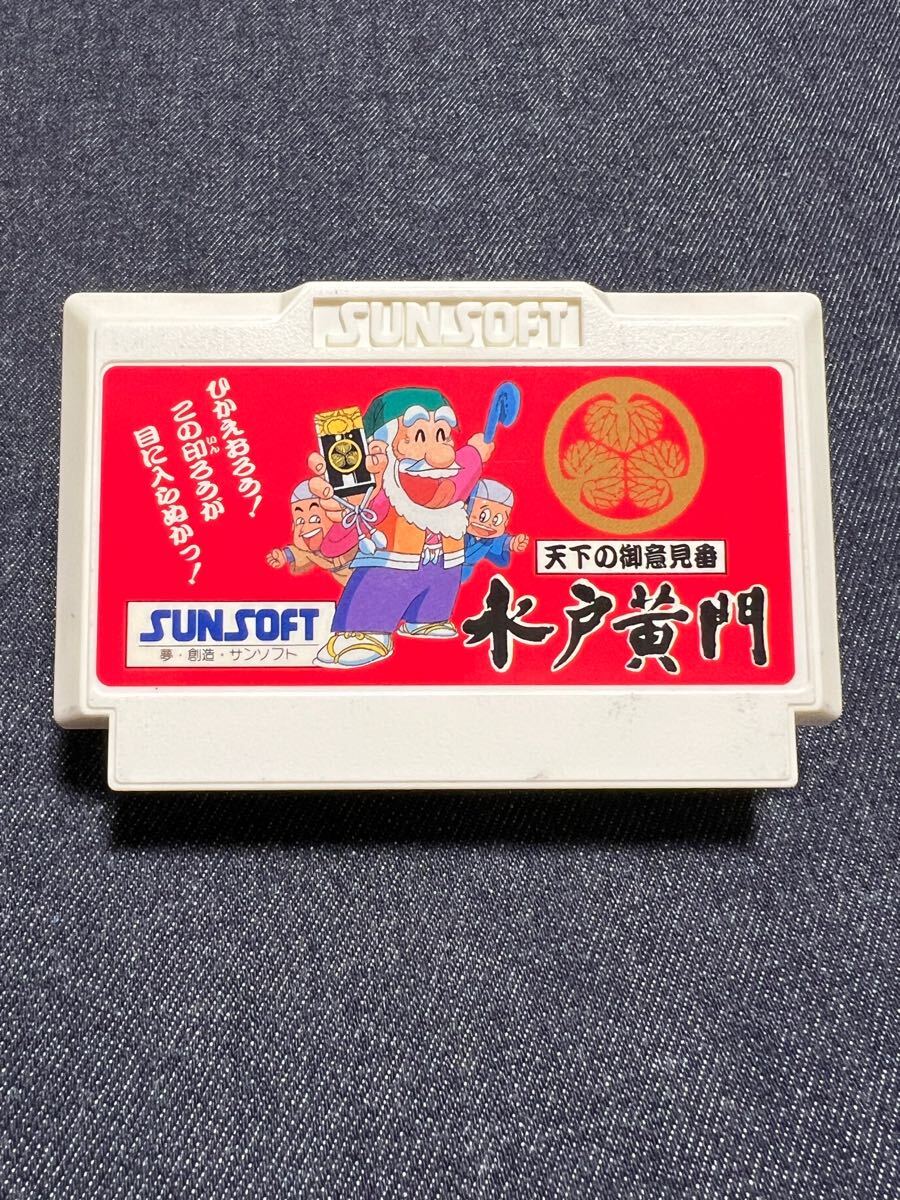 SUNSOFT
ひかえおろう!
この印ろうが
いん
目に入らぬかっ!
天下の御意見番
水戸黄門
SUNSOFT
夢・創造・サンソフト